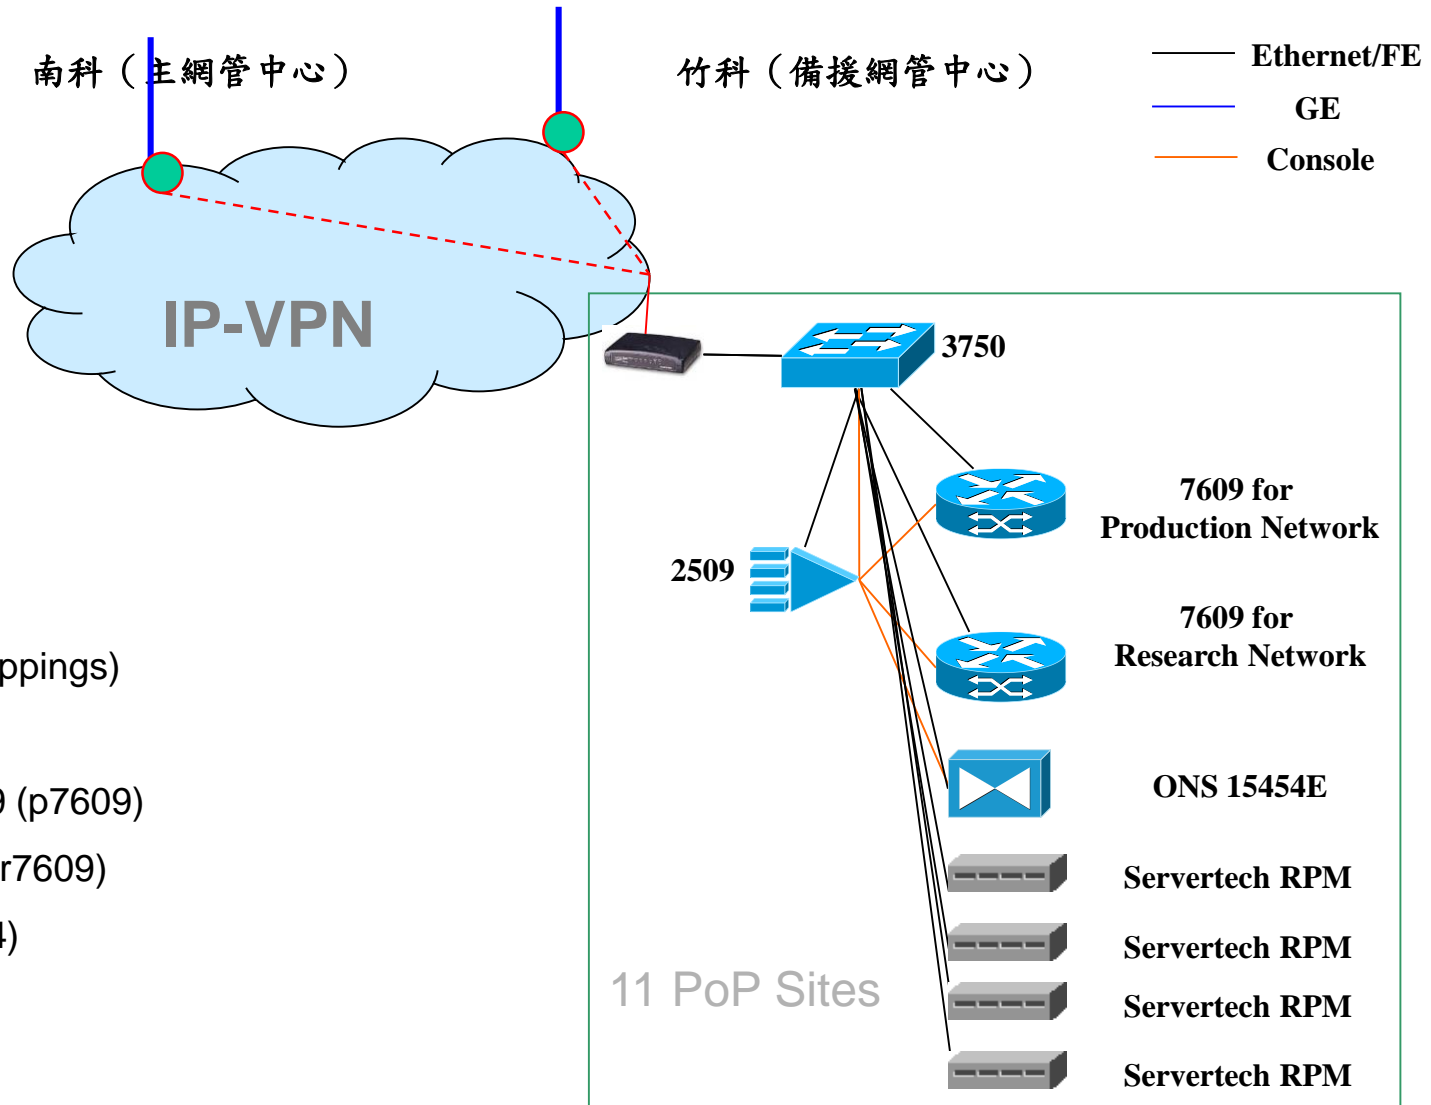 南科（主網管中心）
竹科（備援網管中心）
Ethernet/FE
GE
Console
IP-VPN
3750
7609 for
Production Network
2509
7609 for
Research Network
ppings)
ONS 15454E
(p7609)
r7609)
Servertech RPM
)
Servertech RPM
11 PoP Sites
Servertech RPM
Servertech RPM